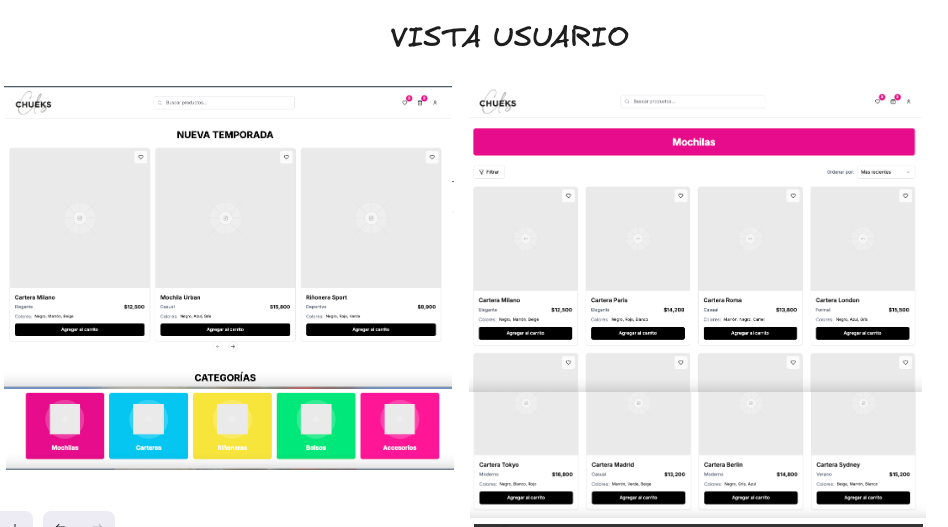 VISTA USUARIO
CHUEKS
Buscar productos...
0
0
NUEVA TEMPORADA
Cartera Milano
Elegante
$12,500
Colores: Negro, Marrón, Beige
Agregar al carrito
Mochila Urban
Casual
$15,800
Colores: Negro, Azul, Gris
Agregar al carrito
Riñonera Sport
Deportiva
$8,900
Colores: Negro, Rojo, Verde
Agregar al carrito
CATEGORÍAS
Mochilas
Carteras
Riñoneras
Bolsos
Accesorios
CHUEKS
Buscar productos...
0
0
Mochilas
Filtrar
Ordenar por:
Más recientes
Cartera Milano
Elegante
$12,500
Colores: Negro, Marrón, Beige
Agregar al carrito
Cartera Paris
Elegante
$14,200
Colores: Negro, Rojo, Blanco
Agregar al carrito
Cartera Roma
Casual
$13,800
Colores: Marrón, Negro, Camel
Agregar al carrito
Cartera London
Formal
$15,500
Colores: Negro, Azul, Gris
Agregar al carrito
Cartera Tokyo
Moderno
$16,800
Colores: Negro, Blanco, Rojo
Agregar al carrito
Cartera Madrid
Casual
$13,200
Colores: Marrón, Verde, Beige
Agregar al carrito
Cartera Berlin
Moderno
$14,600
Colores: Negro, Gris, Azul
Agregar al carrito
Cartera Sydney
Verano
$15,200
Colores: Beige, Marrón, Blanco
Agregar al carrito